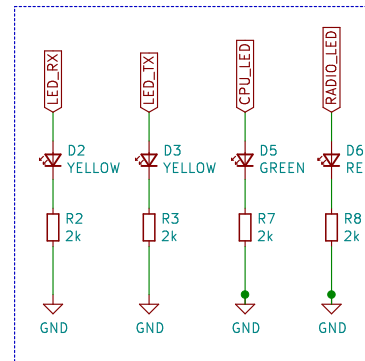 LED_RX
LED_TX
CPU_LED
RADIO_LED
D2
YELLOW
D3
YELLOW
D5
GREEN
D6
RE
R2
2k
R3
2k
R7
2k
R8
2k
GND
GND
GND
GND